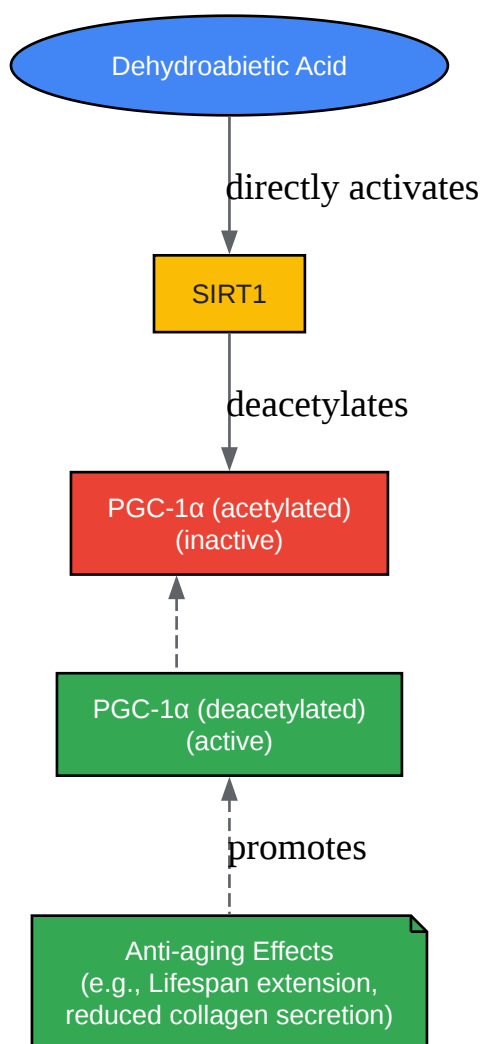 Dehydroabietic Acid
directly activates
SIRT1
deacetylates
PGC-1α (acetylated)
(inactive)
PGC-1α (deacetylated)
(active)
promotes
Anti-aging Effects
(e.g., Lifespan extension,
reduced collagen secretion)